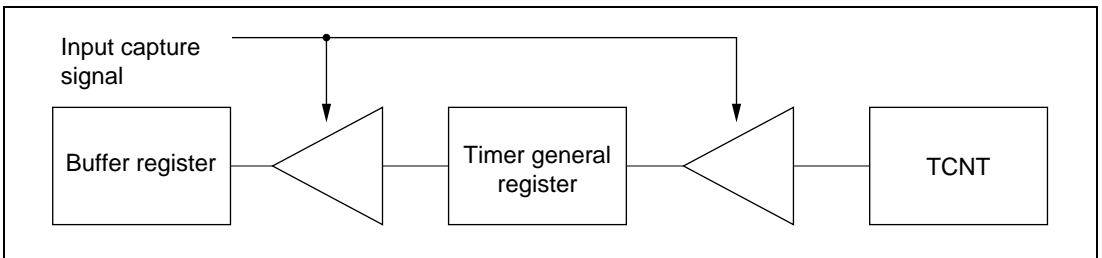 Input capture
signal
Buffer register
Timer general
register
TCNT